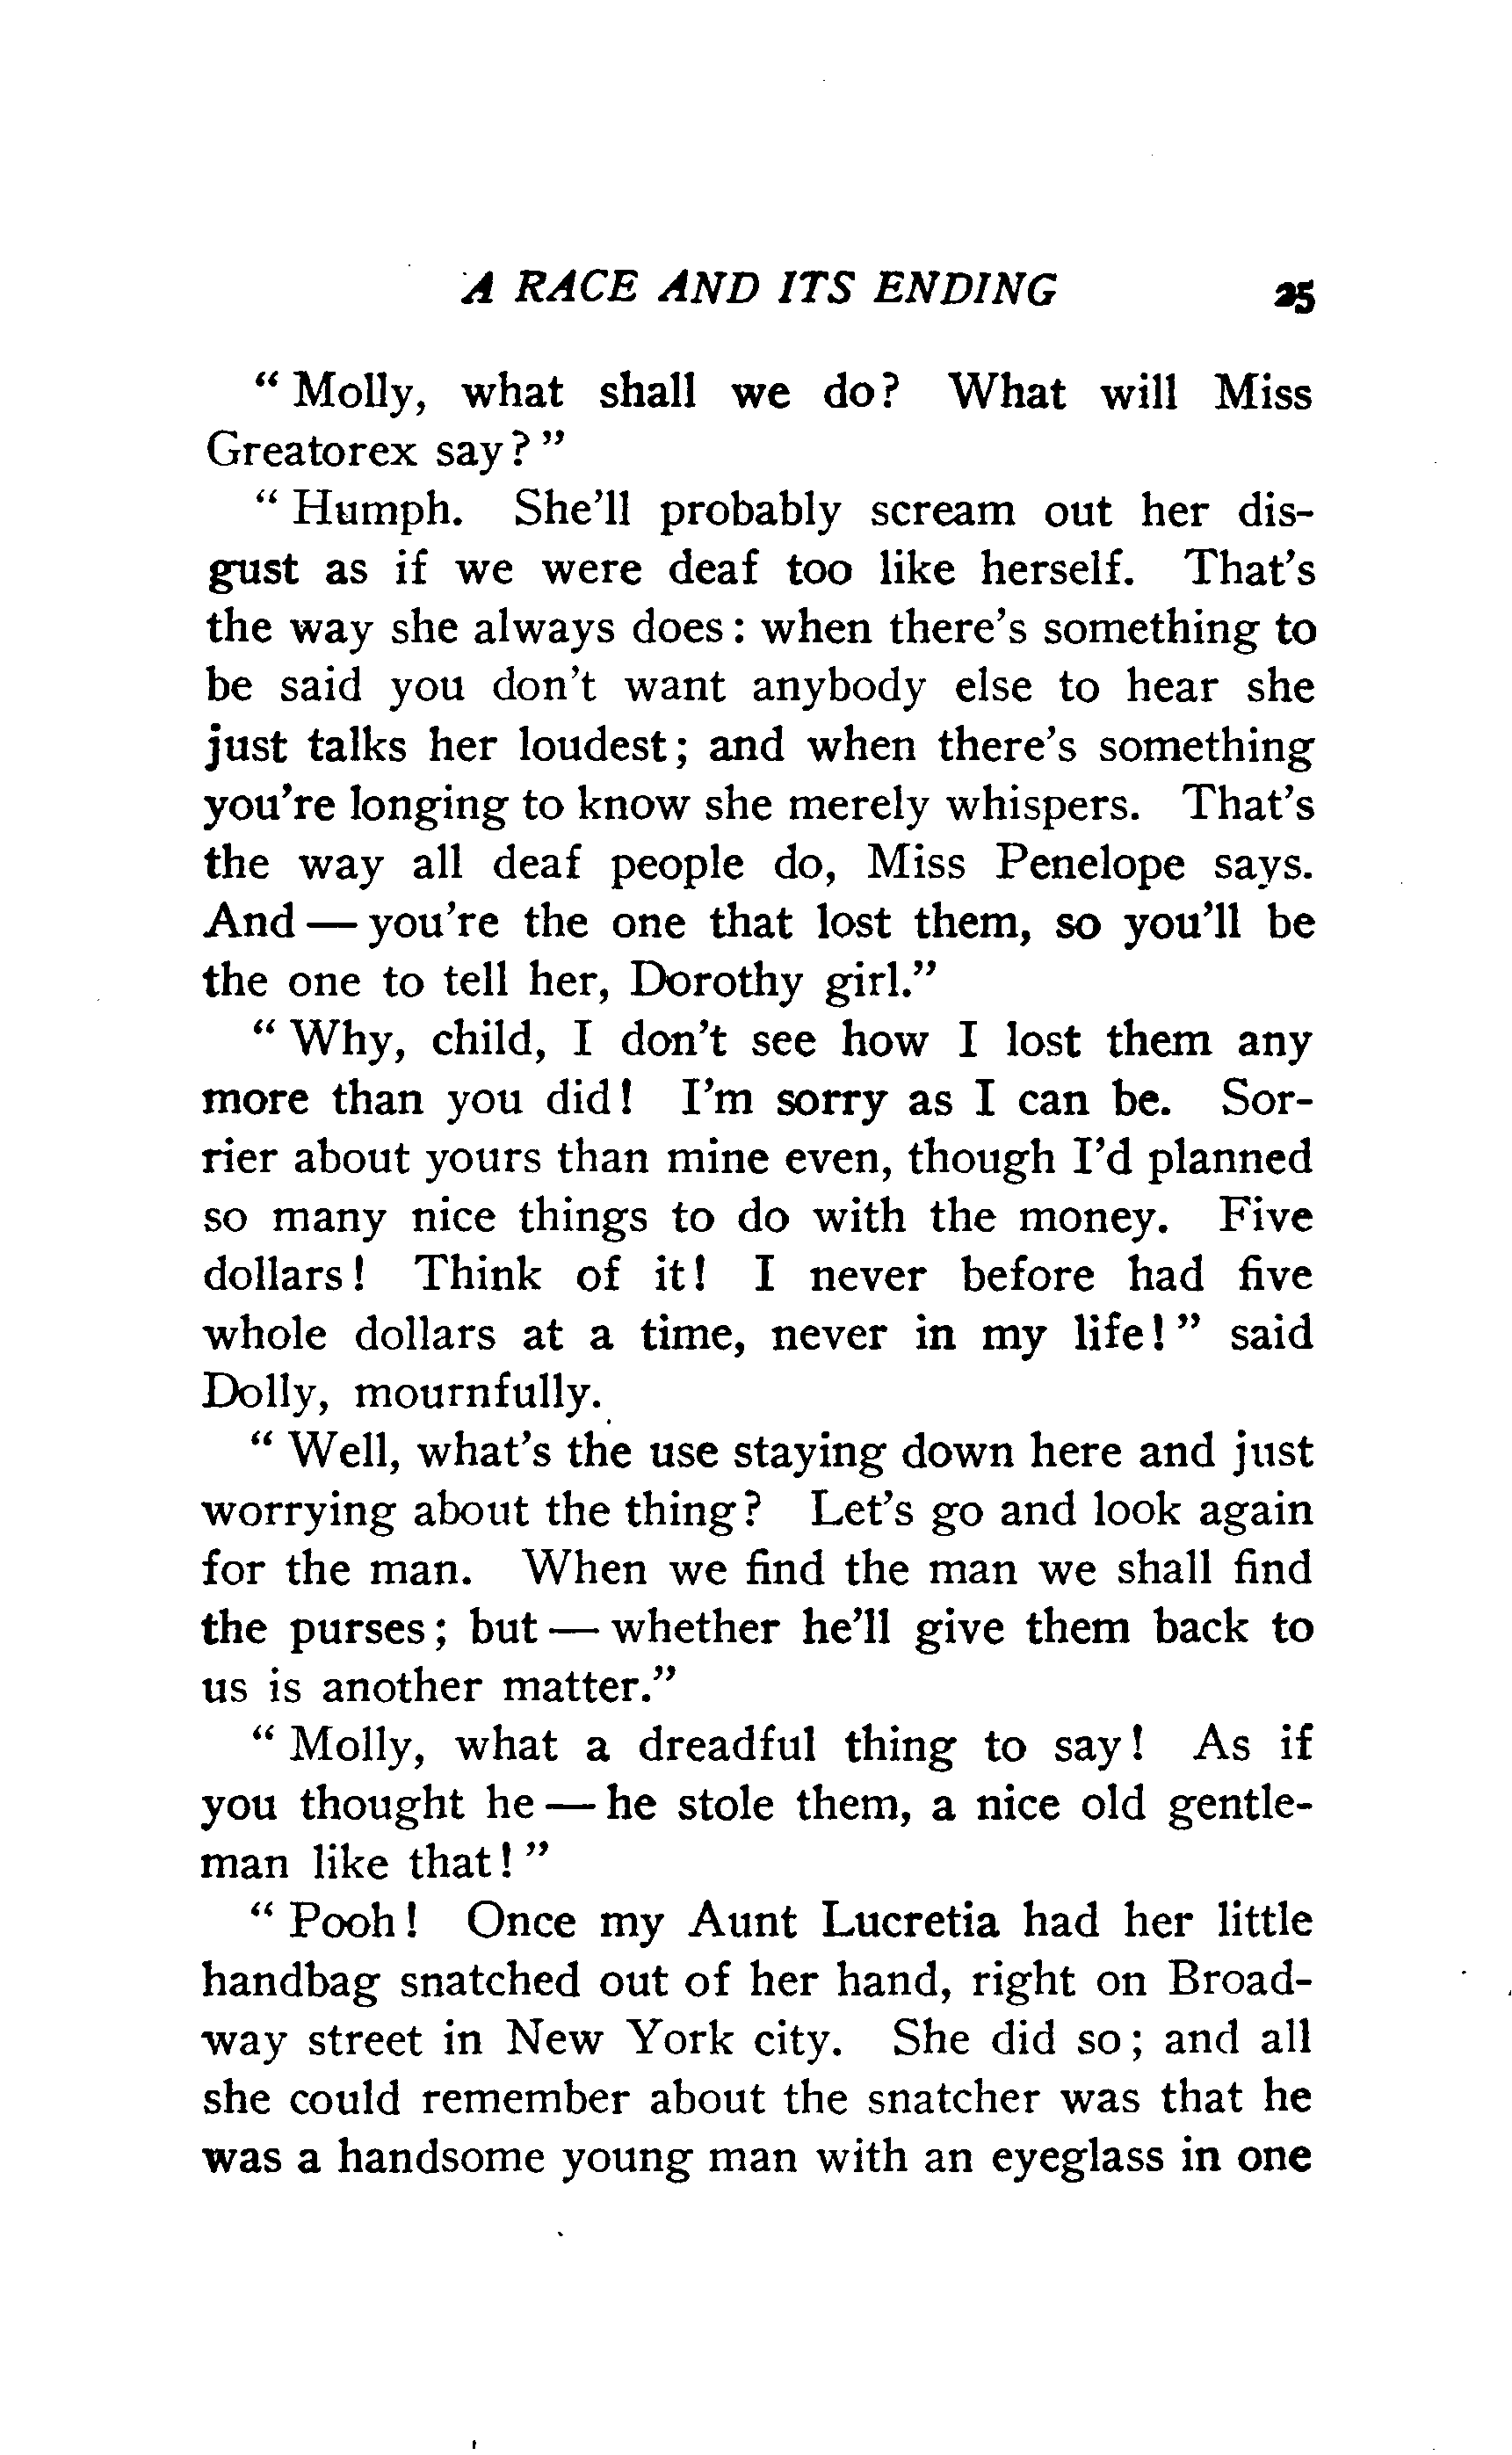 A RACE AND ITS ENDING 25
" Molly, what shall we do? What will Miss
Greatorex say? "
" Humph. She'll probably scream out her dis-
gust as if we were deaf too like herself. That's
the way she always does: when there's something to
be said you don't want anybody else to hear she
just talks her loudest; and when there's something
you're longing to know she merely whispers. That's
the way all deaf people do, Miss Penelope says.
And — you're the one that lost them, so you'll be
the one to tell her, Dorothy girl."
" Why, child, I don't see how I lost them any
more than you did! I'm sorry as I can be. Sor-
rier about yours than mine even, though I'd planned
so many nice things to do with the money. Five
dollars! Think of it! I never before had five
whole dollars at a time, never in my life! " said
Dolly, mournfully.
" Well, what's the use staying down here and just
worrying about the thing? Let's go and look again
for the man. When we find the man we shall find
the purses; but — whether he'll give them back to
us is another matter."
" Molly, what a dreadful thing to say! As if
you thought he — he stole them, a nice old gentle-
man like that! "
" Pooh! Once my Aunt Lucretia had her little
handbag snatched out of her hand, right on Broad-
way street in New York city. She did so; and all
she could remember about the snatcher was that he
was a handsome young man with an eyeglass in one